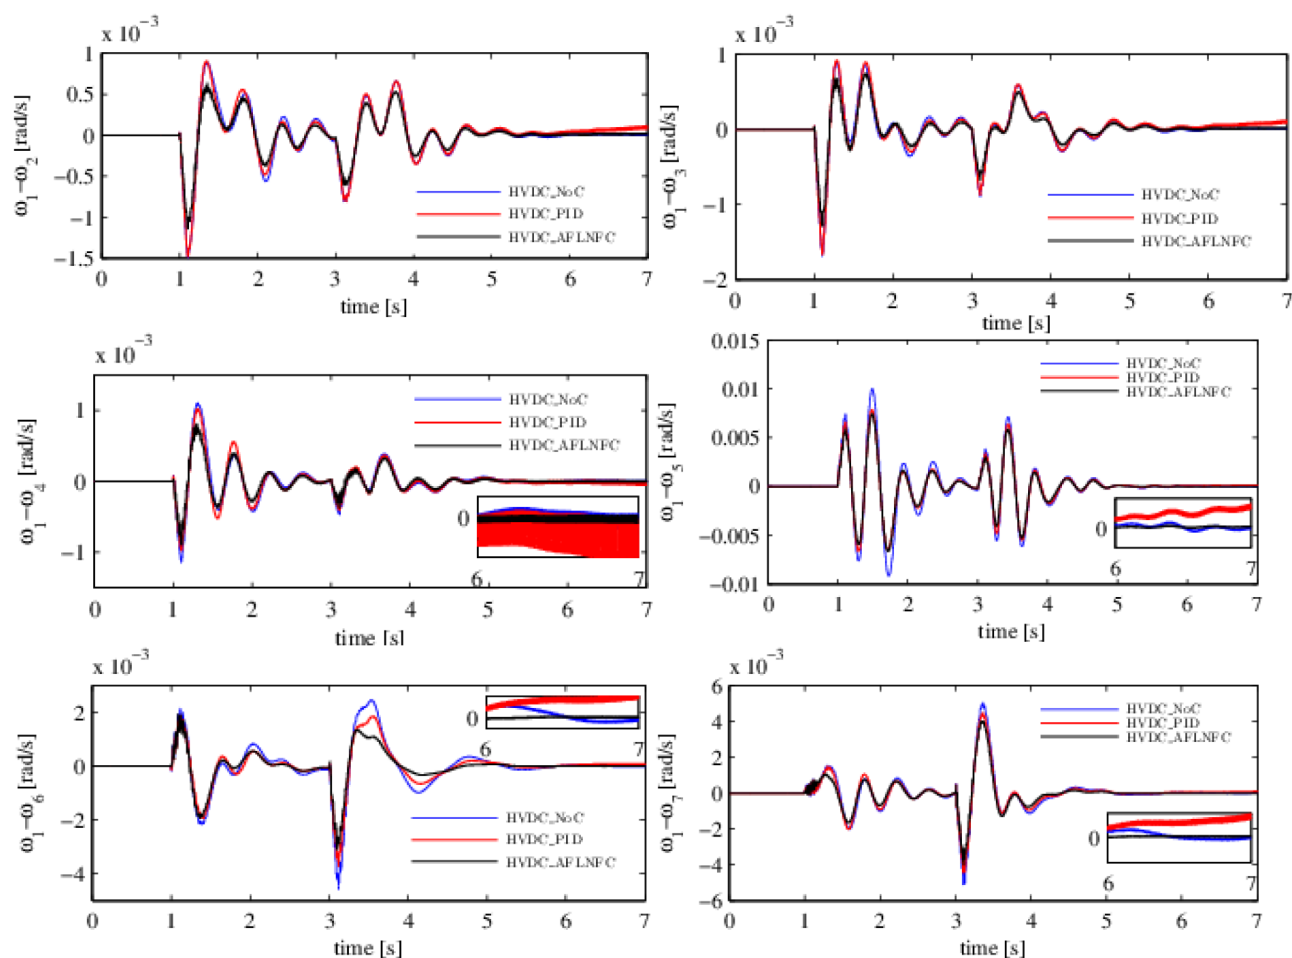 x 10⁻³
1
0.5
0
−0.5
−1
−1.5
ω₁−ω₂ [rad/s]
HVDC_NoC
HVDC_PID
HVDC_AFLNFC
0 1 2 3 4 5 6 7
time [s]
x 10⁻³
1
0
−1
−2
ω₁−ω₃ [rad/s]
HVDC_NoC
HVDC_PID
HVDC_AFLNFC
0 1 2 3 4 5 6 7
time [s]
x 10⁻³
1
0
−1
ω₁−ω₄ [rad/s]
HVDC_NoC
HVDC_PID
HVDC_AFLNFC
0
6 7
0 1 2 3 4 5 6 7
time [s]
0.015
0.01
0.005
0
−0.005
−0.01
ω₁−ω₅ [rad/s]
HVDC_NoC
HVDC_PID
HVDC_AFLNFC
0
6 7
0 1 2 3 4 5 6 7
time [s]
x 10⁻³
2
0
−2
−4
ω₁−ω₆ [rad/s]
0
6 7
HVDC_NoC
HVDC_PID
HVDC_AFLNFC
0 1 2 3 4 5 6 7
time [s]
x 10⁻³
6
4
2
0
−2
−4
−6
ω₁−ω₇ [rad/s]
HVDC_NoC
HVDC_PID
HVDC_AFLNFC
0
6 7
0 1 2 3 4 5 6 7
time [s]